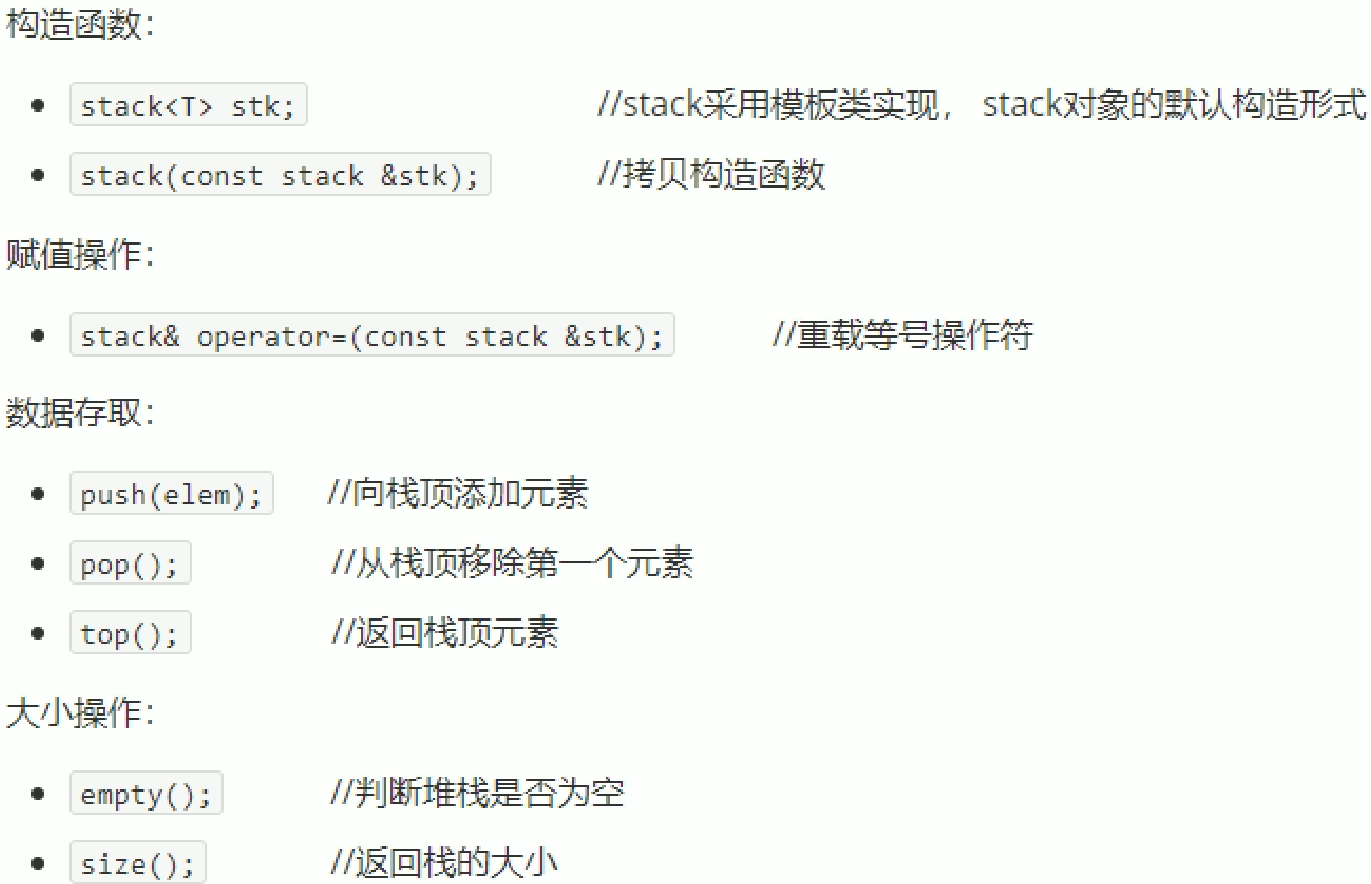 构造函数：
• stack<T> stk; //stack采用模板类实现， stack对象的默认构造形式
• stack(const stack &stk); //拷贝构造函数
赋值操作：
• stack& operator=(const stack &stk); //重载等号操作符
数据存取：
• push(elem); //向栈顶添加元素
• pop(); //从栈顶移除第一个元素
• top(); //返回栈顶元素
大小操作：
• empty(); //判断堆栈是否为空
• size(); //返回栈的大小